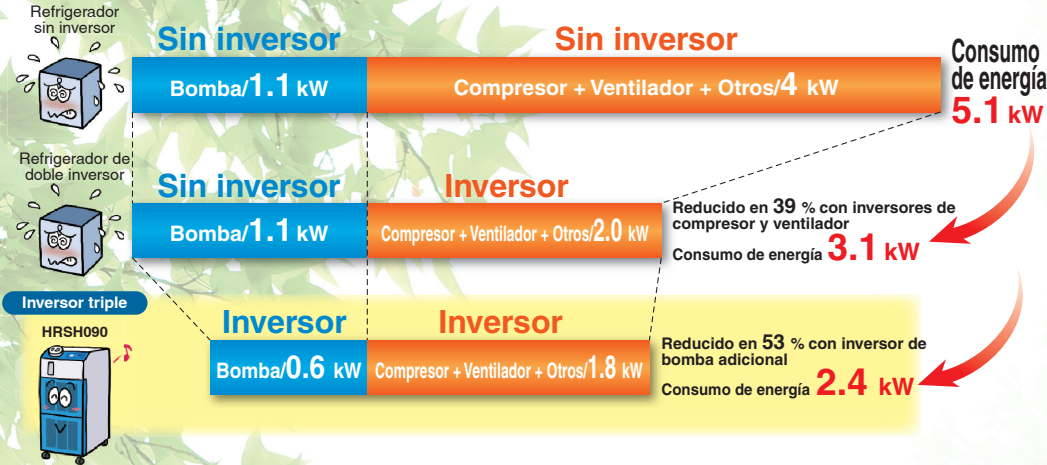 Refrigerador
sin inversor
Sin inversor
Sin inversor
Bomba/1.1 kW
Compresor + Ventilador + Otros/4 kW
Consumo
de energía
5.1 kW
Refrigerador de
doble inversor
Sin inversor
Inversor
Bomba/1.1 kW
Compresor + Ventilador + Otros/2.0 kW
Reducido en 39 % con inversores de
compresor y ventilador
Consumo de energía 3.1 kW
Inversor triple
HRSH090
Inversor
Inversor
Bomba/0.6 kW
Compresor + Ventilador + Otros/1.8 kW
Reducido en 53 % con inversor de
bomba adicional
Consumo de energía 2.4 kW